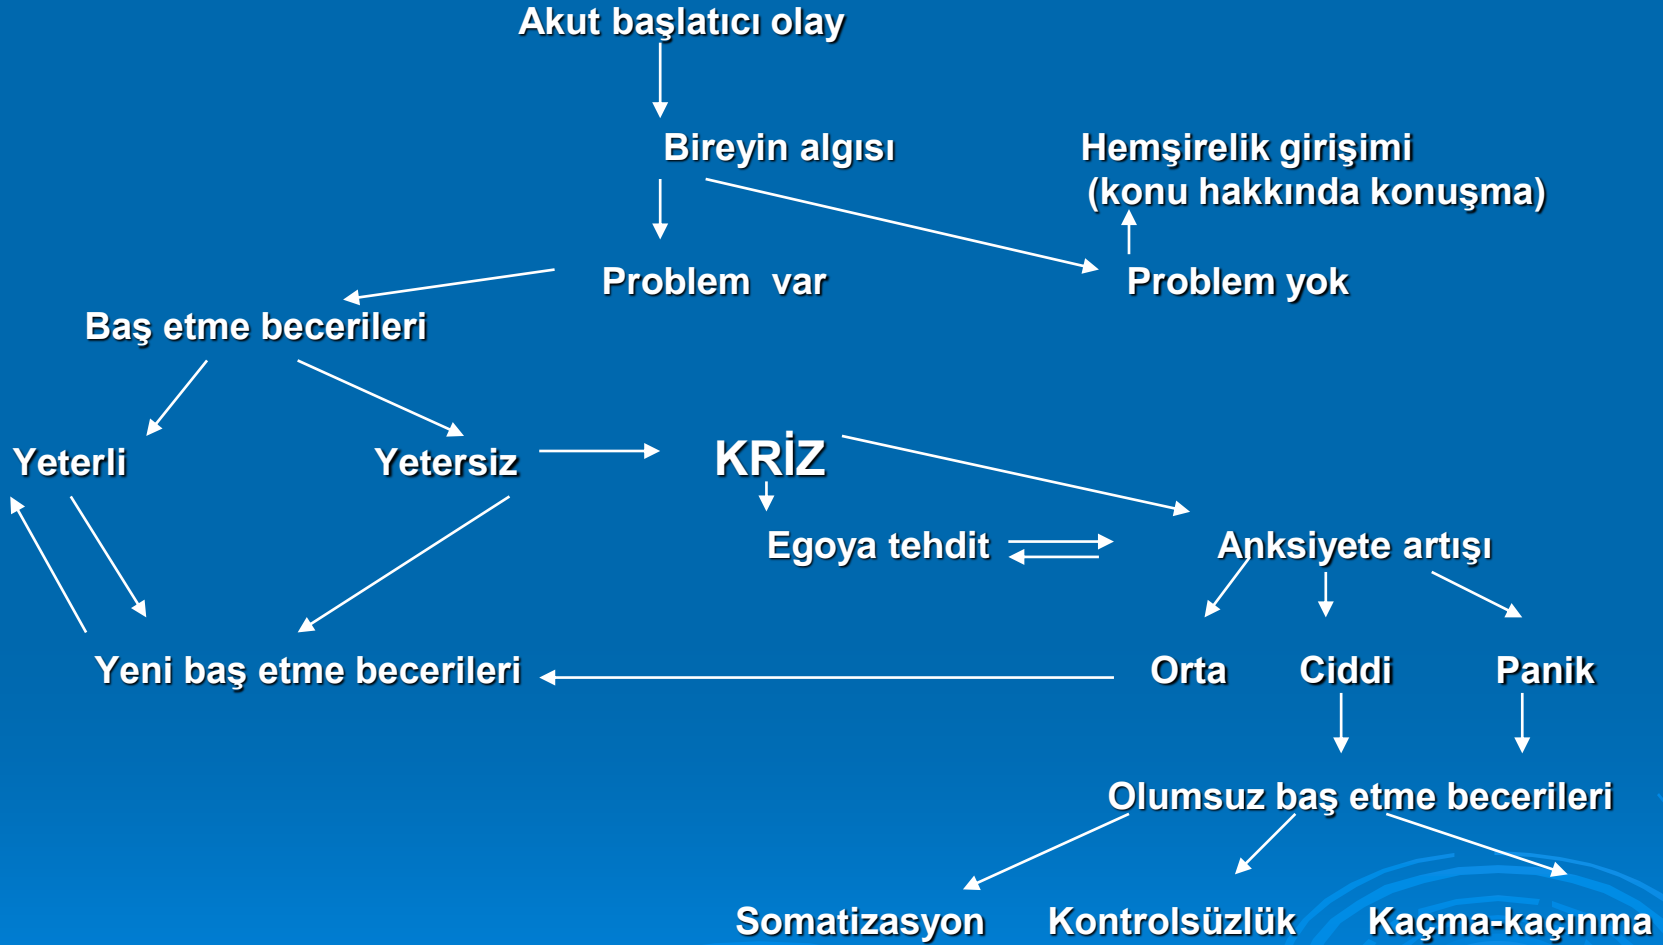 Akut başlatıcı olay
Bireyin algısı
Hemşirelik girişimi
(konu hakkında konuşma)
Problem var
Problem yok
Baş etme becerileri
Yeterli
Yetersiz
KRİZ
Egoya tehdit
Anksiyete artışı
Yeni baş etme becerileri
Orta
Ciddi
Panik
Olumsuz baş etme becerileri
Somatizasyon
Kontrolsüzlük
Kaçma-kaçınma